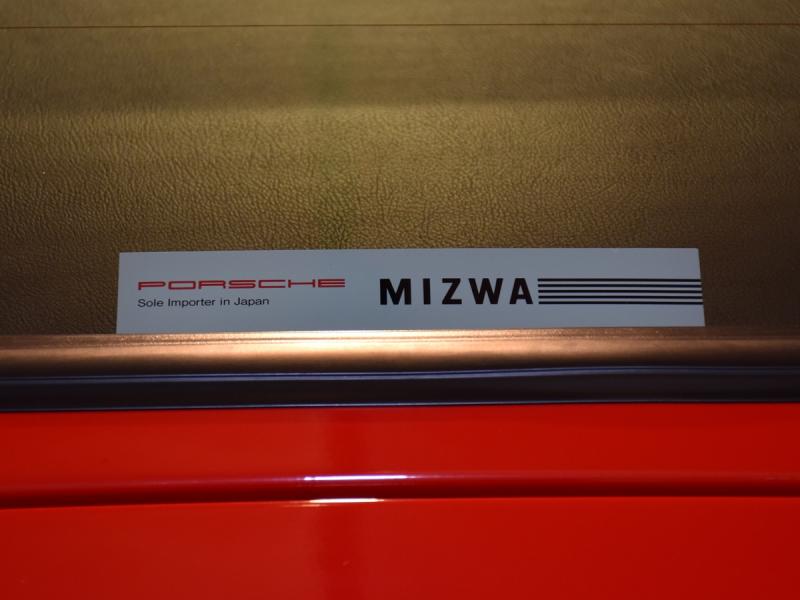 PORSCHE
Sole Importer in Japan
MIZWA